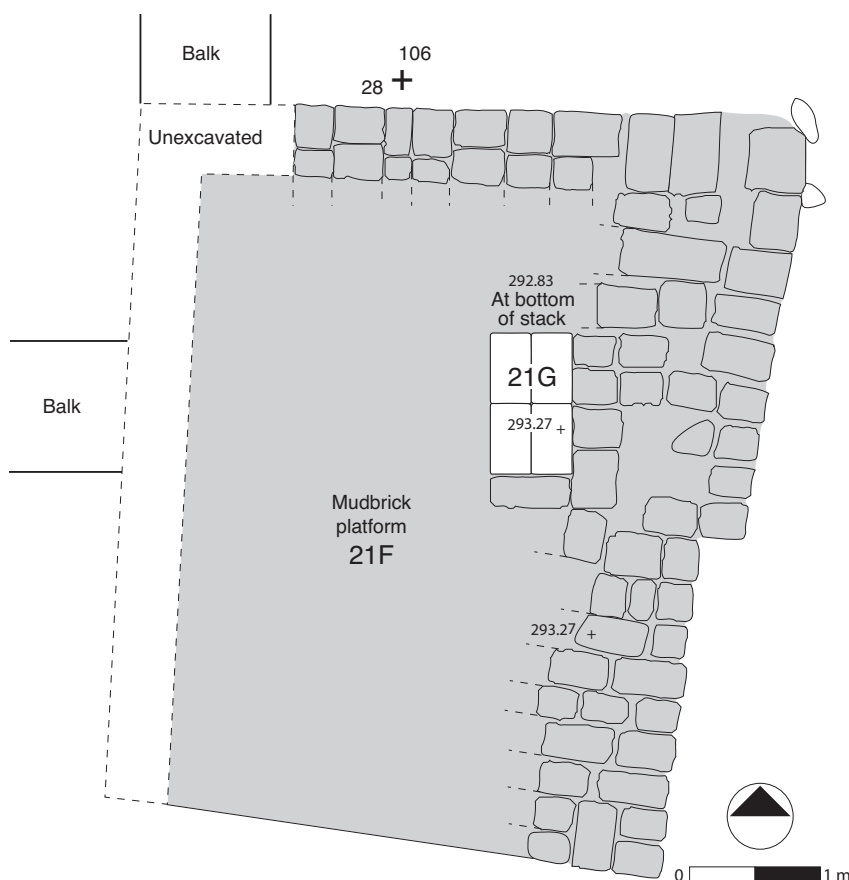 Balk
106
28
Unexcavated
292.83
At bottom
of stack
21G
Balk
293.27
Mudbrick
platform
21F
293.27
0
1 m